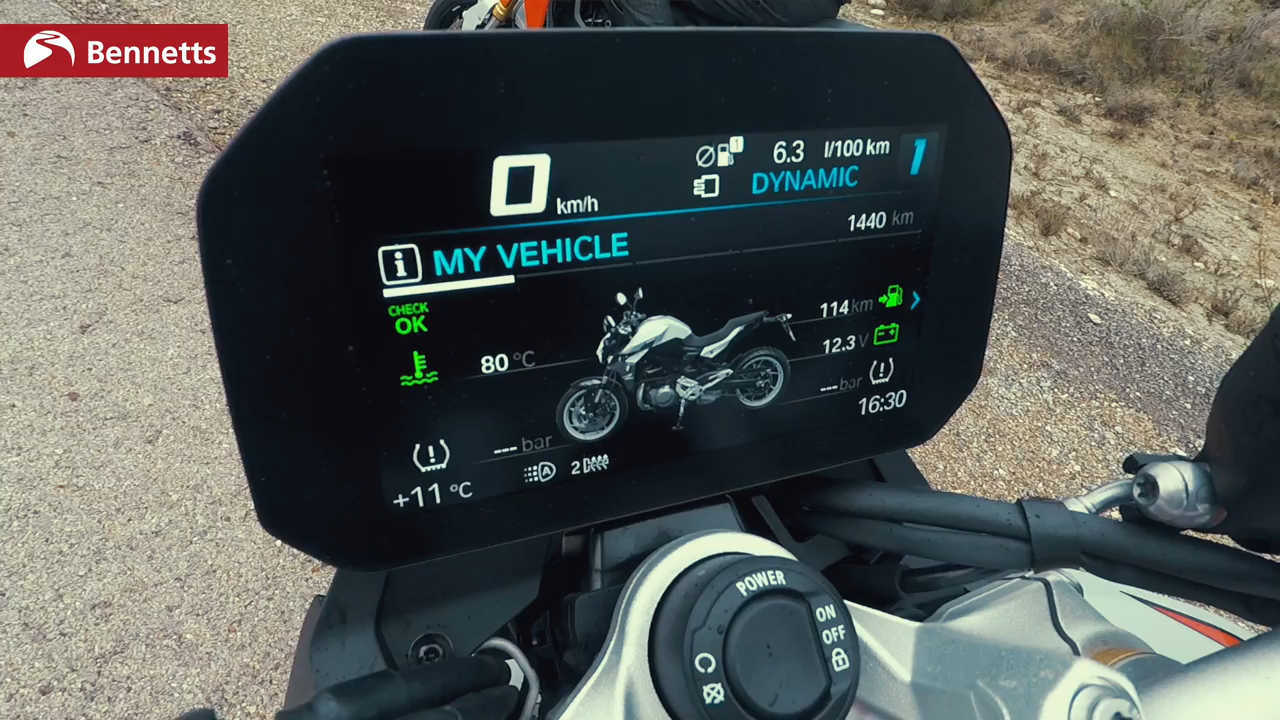 Bennetts
0 km/h
1 6.3 l/100 km
DYNAMIC
1
1440 km
i MY VEHICLE
CHECK
OK
80 °C
114 km
12.3 V
--- bar
16:30
--- bar
A 2
+11 °C
POWER
ON
OFF